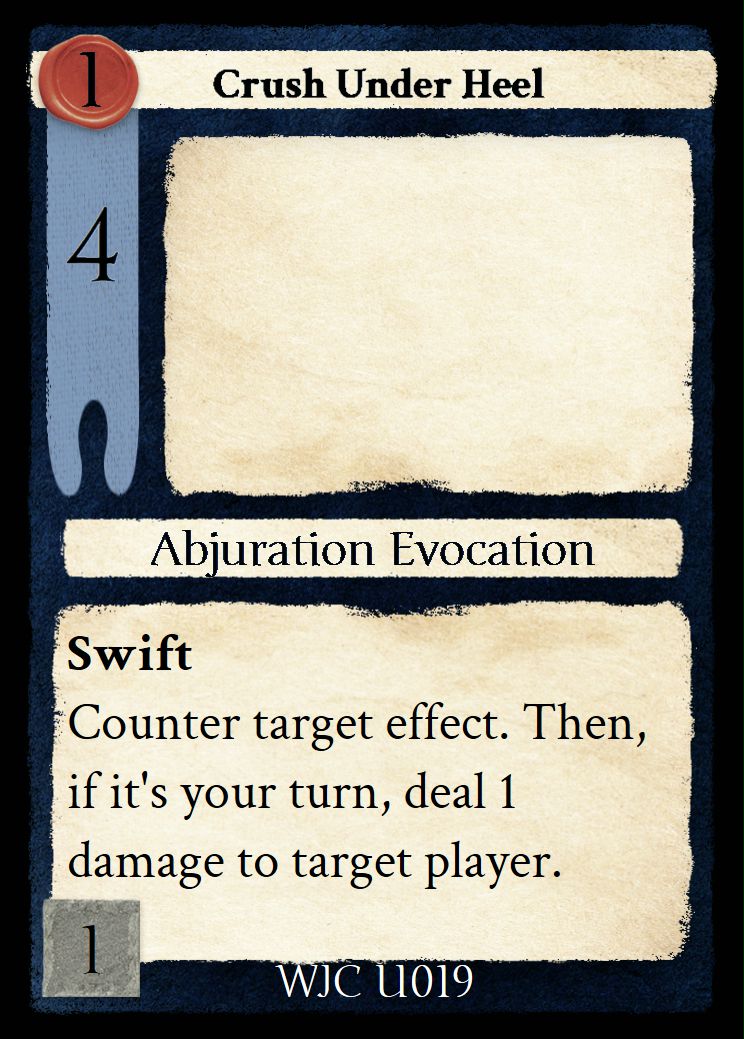 1
Crush Under Heel
4
Abjuration Evocation
Swift
Counter target effect. Then,
if it's your turn, deal 1
damage to target player.
1
WJC U019